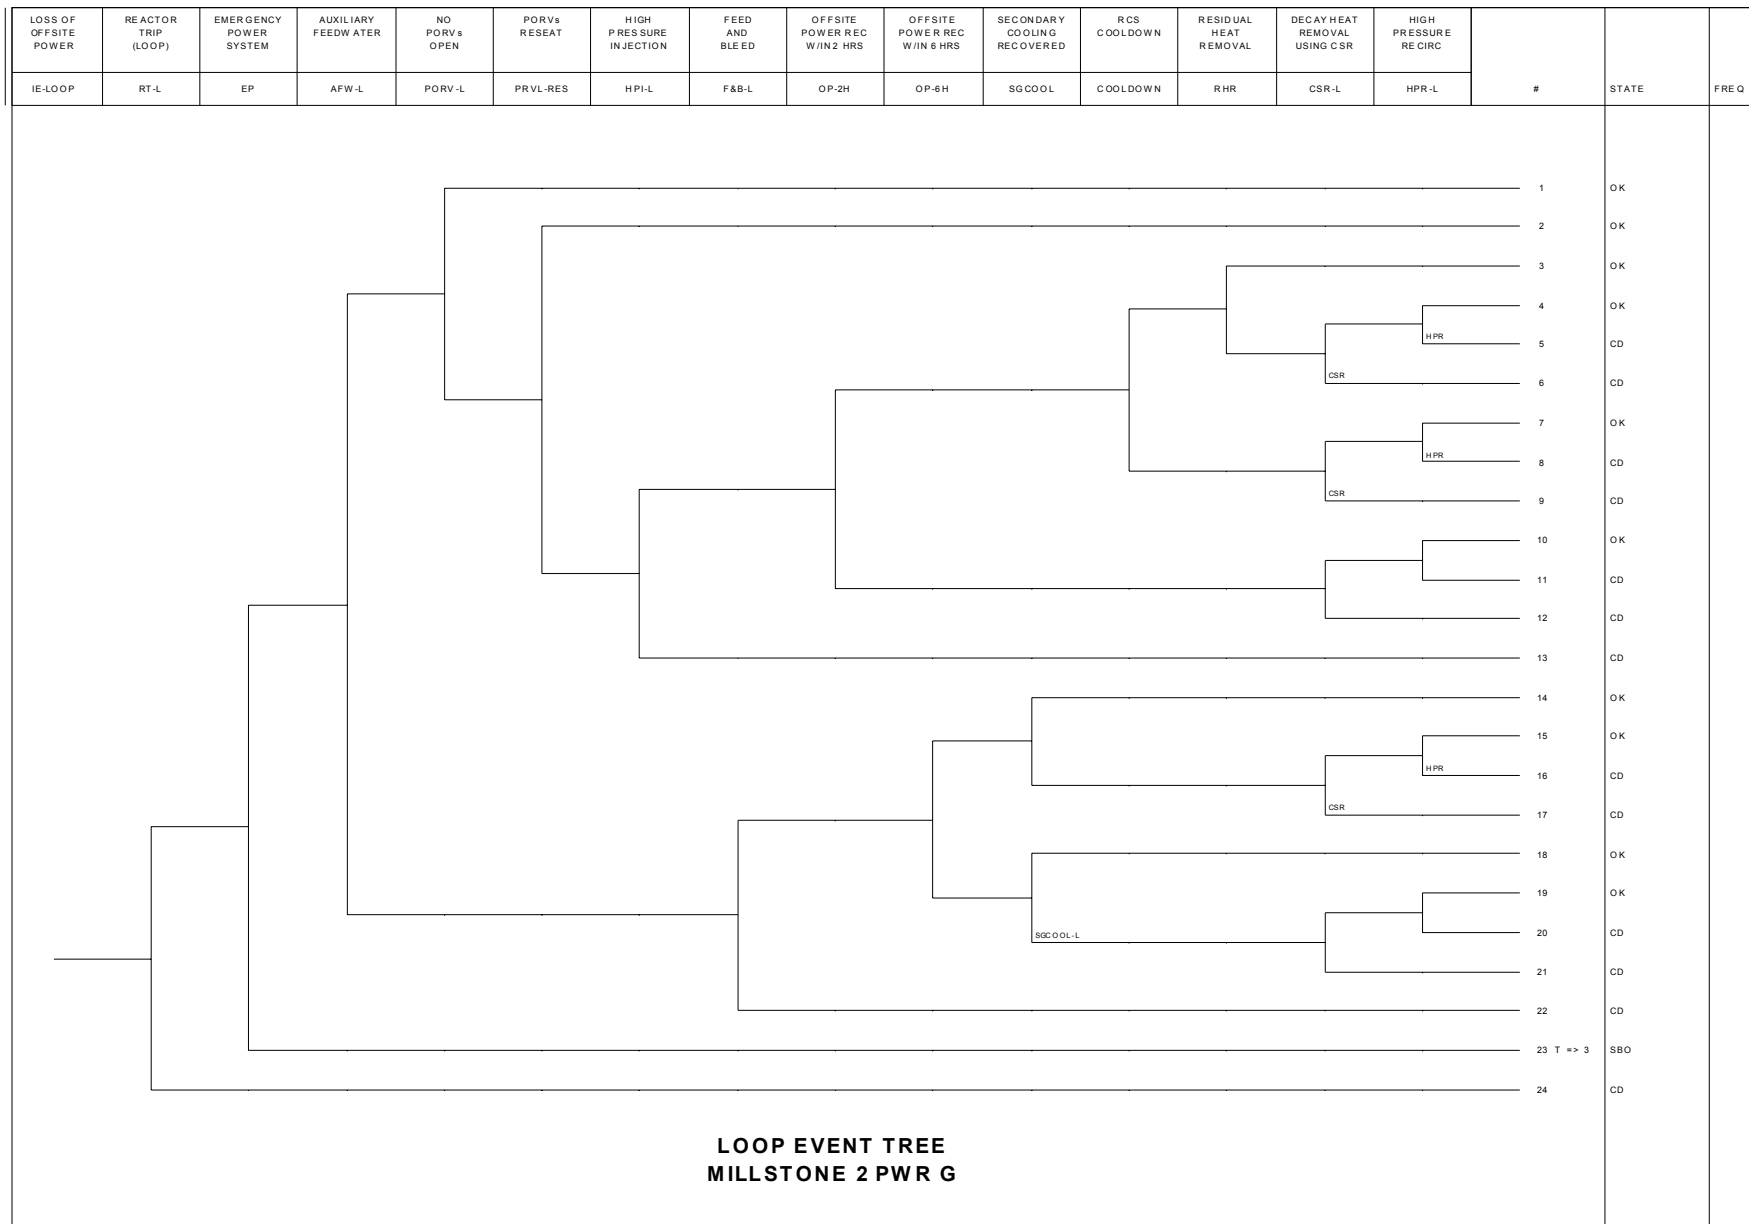 LOSS OF
OFFSITE
POWER
REACTOR
TRIP
(LOOP)
EMERGENCY
POWER
SYSTEM
AUXILIARY
FEEDWATER
NO
PORVs
OPEN
PORVs
RESEAT
HIGH
PRESSURE
INJECTION
FEED
AND
BLEED
OFFSITE
POWER REC
W/IN 2 HRS
OFFSITE
POWER REC
W/IN 6 HRS
SECONDARY
COOLING
RECOVERED
RCS
COOLDOWN
RESIDUAL
HEAT
REMOVAL
DECAY HEAT
REMOVAL
USING CSR
HIGH
PRESSURE
RECIRC
IE-LOOP RT-L EP AFW-L PORV-L PRVL-RES HPI-L F&B-L OP-2H OP-6H SGCOOL COOLDOWN RHR CSR-L HPR-L # STATE FREQ
1 OK
2 OK
3 OK
4 OK
HPR
5 CD
CSR
6 CD
7 OK
HPR
8 CD
CSR
9 CD
10 OK
11 CD
12 CD
13 CD
14 OK
15 OK
HPR
16 CD
CSR
17 CD
18 OK
19 OK
SGCOOL-L
20 CD
21 CD
22 CD
23 T => 3 SBO
24 CD
LOOP EVENT TREE
MILLSTONE 2 PWR G